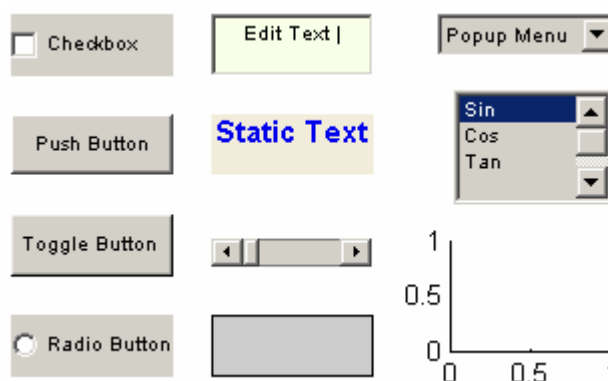 Checkbox
Edit Text |
Popup Menu
Push Button
Static Text
Sin
Cos
Tan
Toggle Button
1
0.5
0
0 0.5
Radio Button